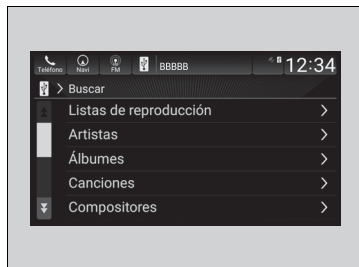 Teléfono Navi FM BBBBB 12:34
> Buscar
Listas de reproducción
Artistas
Álbumes
Canciones
Compositores